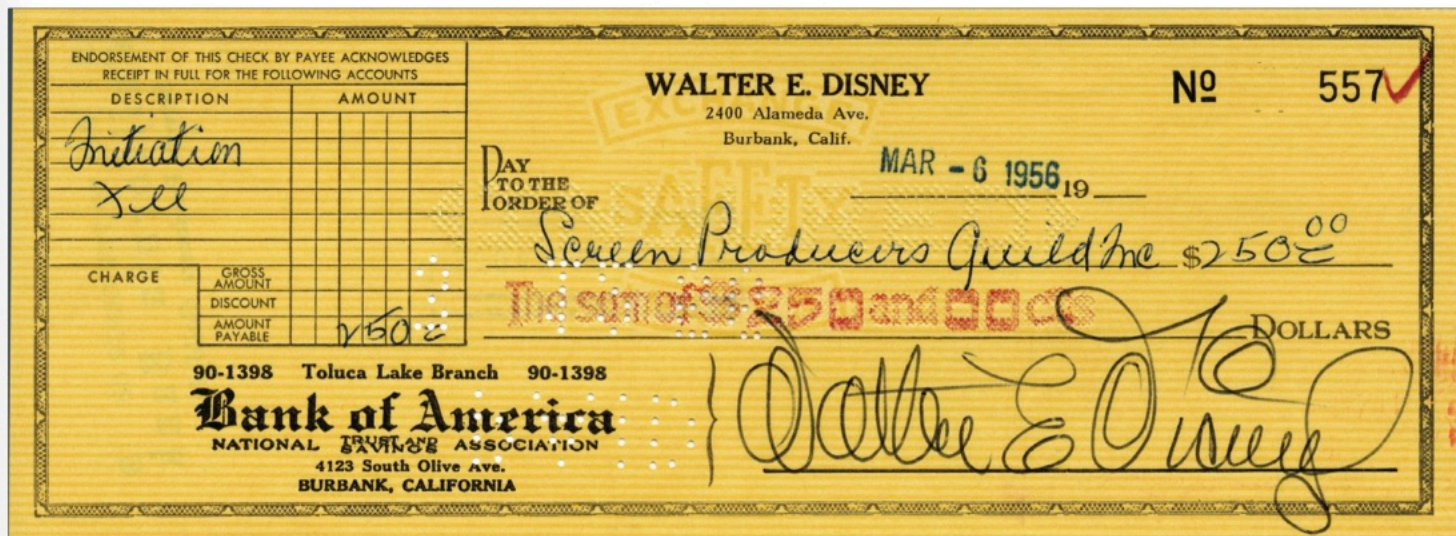 ENDORSEMENT OF THIS CHECK BY PAYEE ACKNOWLEDGES
RECEIPT IN FULL FOR THE FOLLOWING ACCOUNTS
DESCRIPTION AMOUNT
Initiation
Fee
CHARGE
GROSS AMOUNT
DISCOUNT
AMOUNT PAYABLE 250 00
WALTER E. DISNEY
2400 Alameda Ave.
Burbank, Calif.
No 557
MAR - 6 1956 19
PAY TO THE ORDER OF
SAFETY
Screen Producers Guild Inc $250 00
The sum of $250 and 00 cts
DOLLARS
90-1398 Toluca Lake Branch 90-1398
Bank of America
NATIONAL TRUST AND SAVINGS ASSOCIATION
4123 South Olive Ave.
BURBANK, CALIFORNIA
Walter E Disney